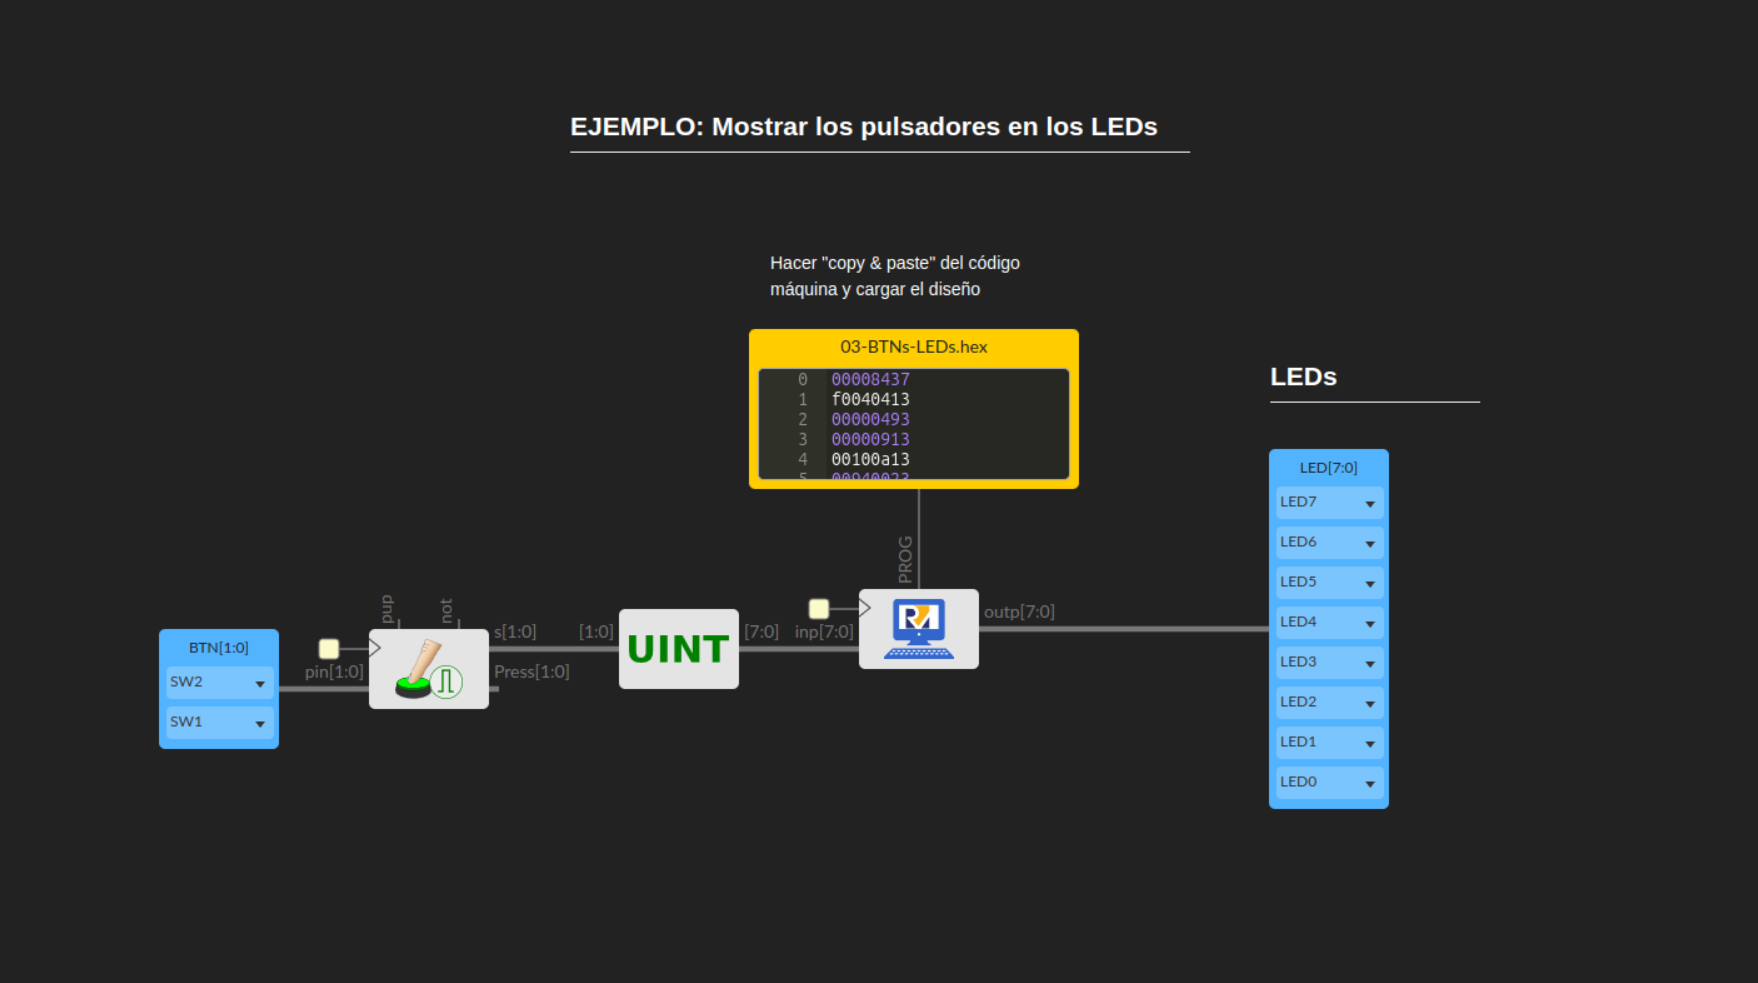 EJEMPLO: Mostrar los pulsadores en los LEDs
Hacer "copy & paste" del código
máquina y cargar el diseño
03-BTNs-LEDs.hex
0 00008437
1 f0040413
2 00000493
3 00000913
4 00100a13
5 00940023
LEDs
LED[7:0]
LED7
LED6
LED5
LED4
LED3
LED2
LED1
LED0
PROG
outp[7:0]
inp[7:0]
[7:0]
UINT
[1:0]
s[1:0]
Press[1:0]
pup
not
pin[1:0]
BTN[1:0]
SW2
SW1